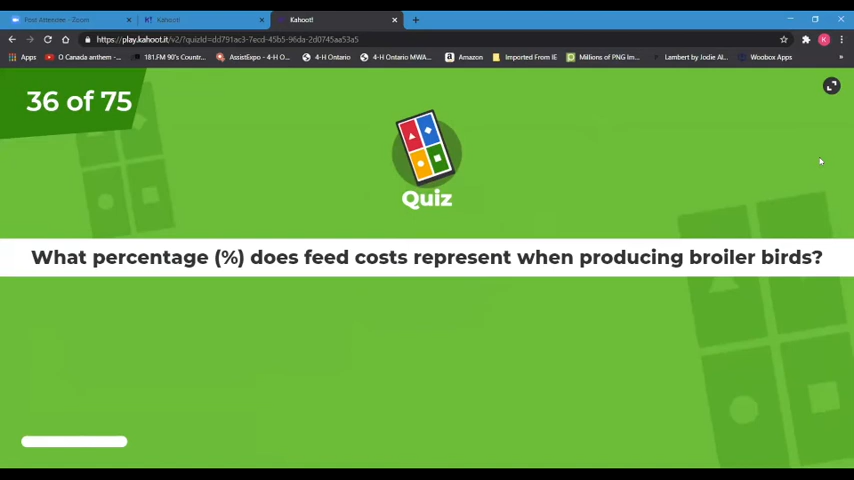 Post Attendee - Zoom
Kahoot!
Kahoot!
https://play.kahoot.it/v2/?quizId=dd791ac3-7ecd-45b5-96da-2d0745aa53a5
Apps
O Canada anthem - ...
181.FM 90's Countr...
AssistExpo - 4-H O...
4-H Ontario
4-H Ontario MWA...
Amazon
Imported From IE
Millions of PNG Im...
Lambert by Jodie Al...
Woobox Apps
36 of 75
Quiz
What percentage (%) does feed costs represent when producing broiler birds?